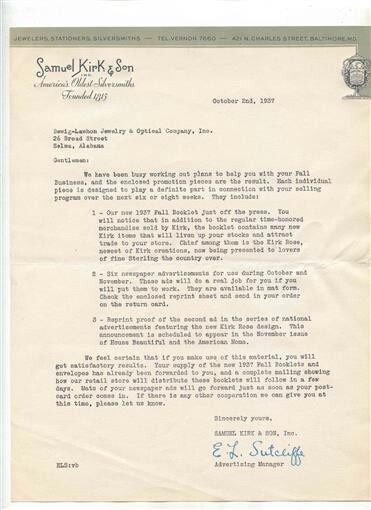 JEWELERS, STATIONERS, SILVERSMITHS — TEL. VERNON 7660 — 421 N. CHARLES STREET, BALTIMORE, MD.
Samuel Kirk & Son
INC.
America's Oldest Silversmiths
Founded 1815
October 2nd, 1937
Bewig-Lawhon Jewelry & Optical Company, Inc.
26 Broad Street
Selma, Alabama
Gentlemen:
We have been busy working out plans to help you with your Fall
Business, and the enclosed promotion pieces are the result. Each individual
piece is designed to play a definite part in connection with your selling
program over the next six or eight weeks. They include:
1 - Our new 1937 Fall Booklet just off the press. You
will notice that in addition to the regular time-honored
merchandise sold by Kirk, the booklet contains many new
Kirk items that will liven up your stocks and attract
trade to your store. Chief among them is the Kirk Rose,
newest of Kirk creations, now being presented to lovers
of fine Sterling the country over.
2 - Six newspaper advertisements for use during October and
November. These ads will do a real job for you if you
will put them to work. They are available in mat form.
Check the enclosed reprint sheet and send in your order
on the return card.
3 - Reprint proof of the second ad in the series of national
advertisements featuring the new Kirk Rose design. This
announcement is scheduled to appear in the November issue
of House Beautiful and the American Home.
We feel certain that if you make use of this material, you will
get satisfactory results. Your supply of the new 1937 Fall Booklets and
envelopes has already been forwarded to you, and a complete mailing showing
how our retail store will distribute these booklets will follow in a few
days. Mats of your newspaper ads will go forward just as soon as your post-
card order comes in. If there is any other cooperation we can give you at
this time, please let us know.
Sincerely yours,
SAMUEL KIRK & SON, Inc.
E. L. Sutcliffe
Advertising Manager
ELS:vb